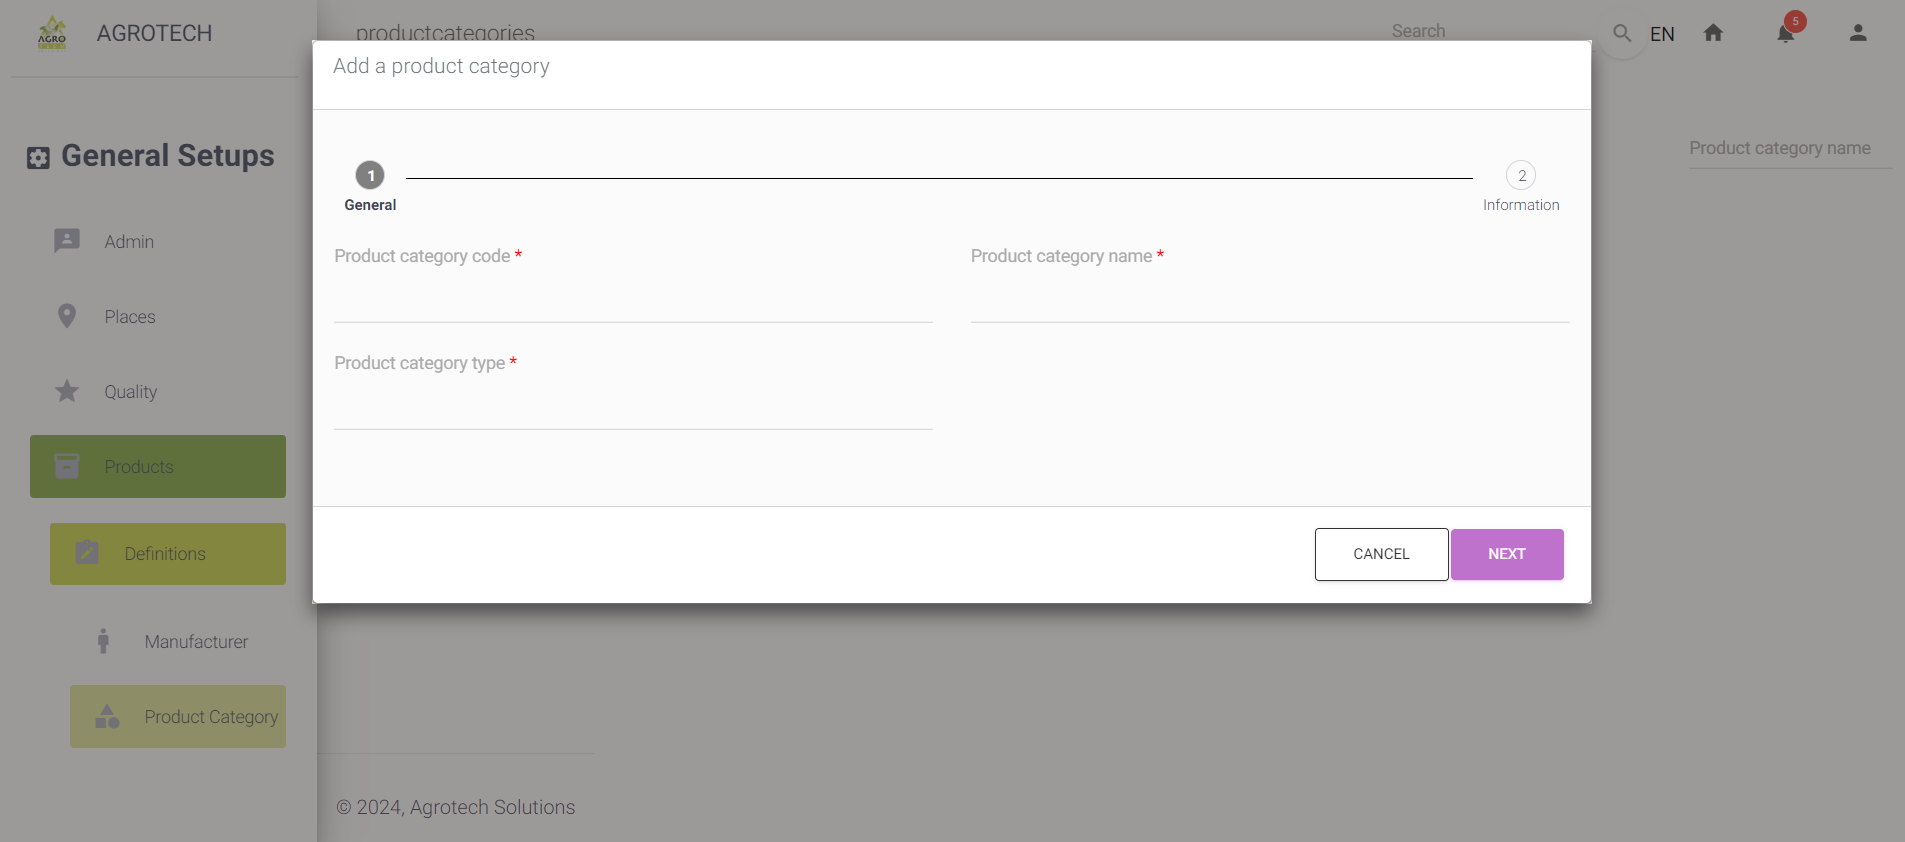 AGRO
AGROTECH
productcategories
Search
EN
5
Add a product category
General Setups
Product category name
1
General
2
Information
Admin
Places
Quality
Products
Definitions
Manufacturer
Product Category
Product category code *
Product category name *
Product category type *
CANCEL
NEXT
© 2024, Agrotech Solutions